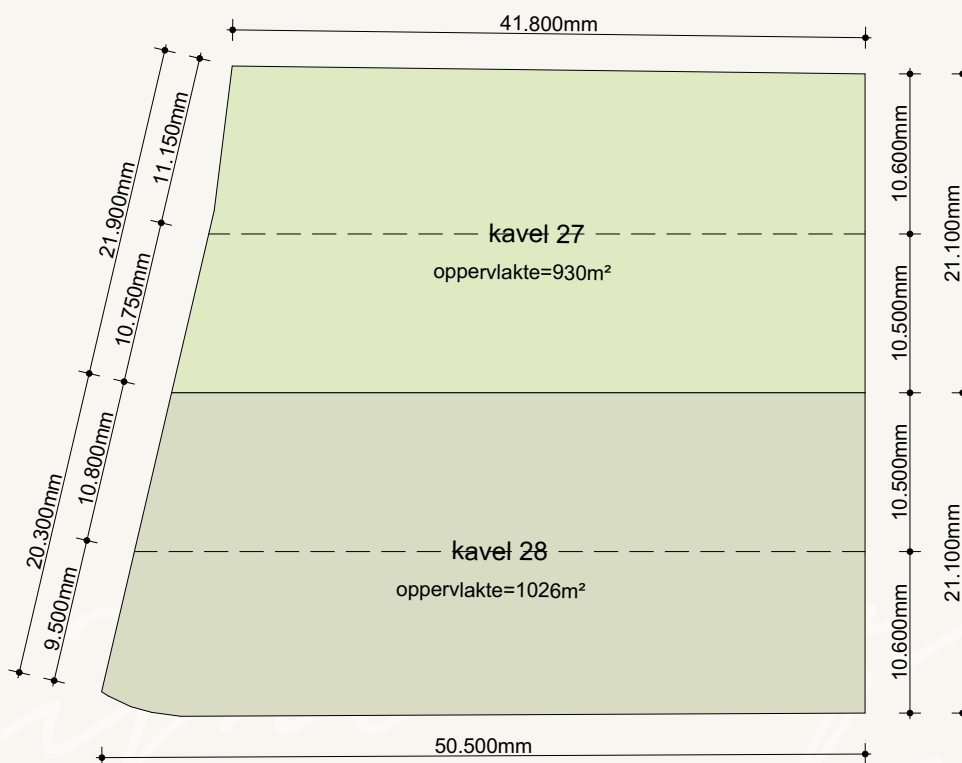 41.800mm
21.900mm
11.150mm
10.750mm
20.300mm
10.800mm
9.500mm
kavel 27
oppervlakte=930m²
kavel 28
oppervlakte=1026m²
10.600mm
10.500mm
21.100mm
10.500mm
10.600mm
21.100mm
50.500mm